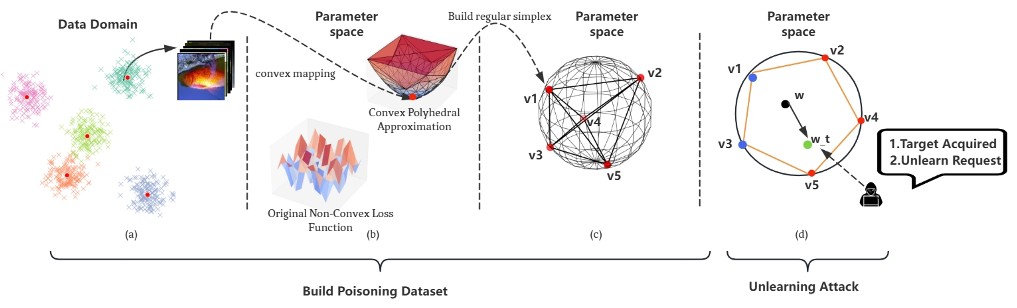 Data Domain
Parameter
space
convex mapping
Convex Polyhedral
Approximation
Original Non-Convex Loss
Function
Build regular simplex
Parameter
space
v1
v2
v3
v4
v5
Parameter
space
v1
v2
v3
v4
v5
w
w_t
1.Target Acquired
2.Unlearn Request
(a)
(b)
(c)
(d)
Build Poisoning Dataset
Unlearning Attack